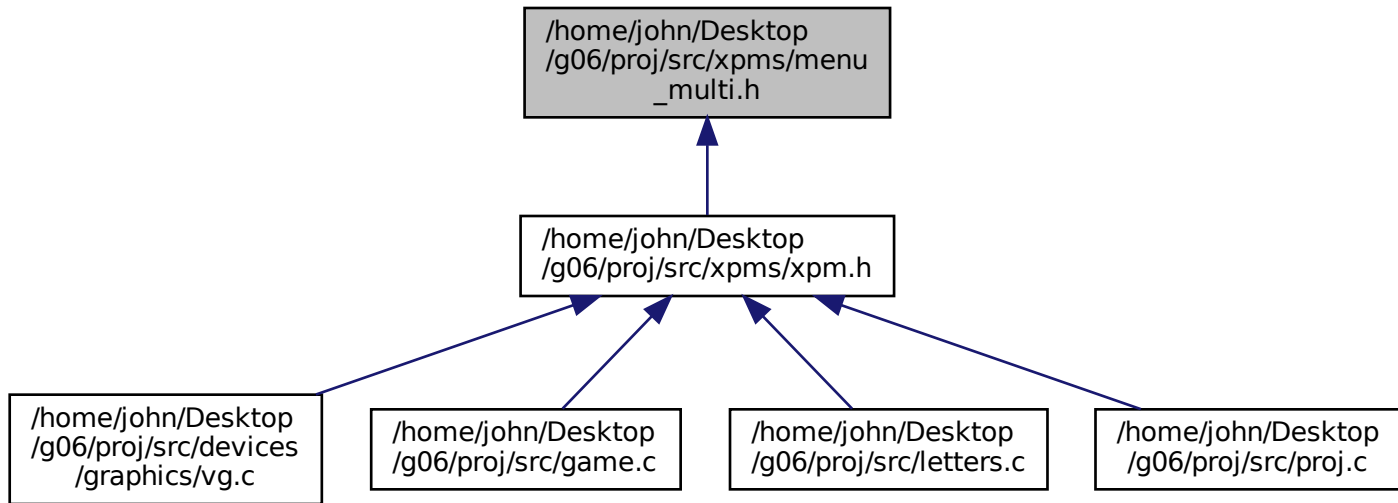 /home/john/Desktop
/g06/proj/src/xpms/menu
_multi.h
/home/john/Desktop
/g06/proj/src/xpms/xpm.h
/home/john/Desktop
/g06/proj/src/devices
/graphics/vg.c
/home/john/Desktop
/g06/proj/src/game.c
/home/john/Desktop
/g06/proj/src/letters.c
/home/john/Desktop
/g06/proj/src/proj.c